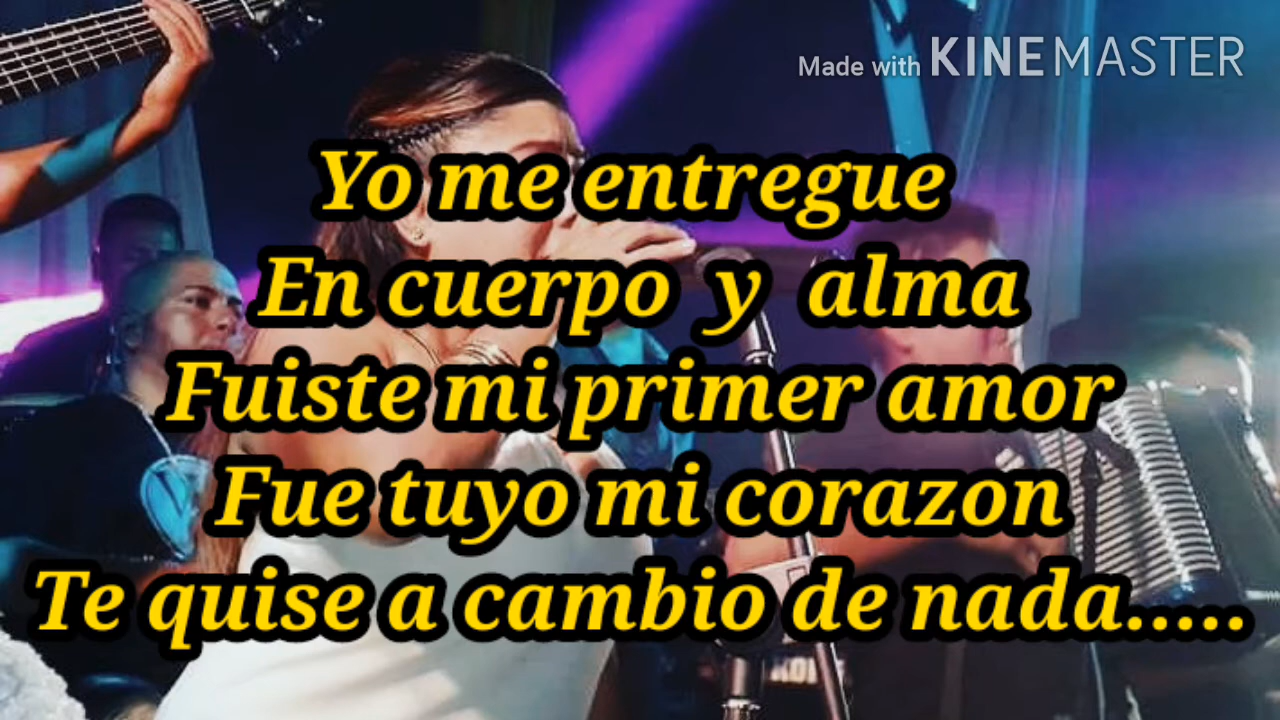 Made with KINEMASTER
Yo me entregue
En cuerpo y alma
Fuiste mi primer amor
Fue tuyo mi corazon
Te quise a cambio de nada.....